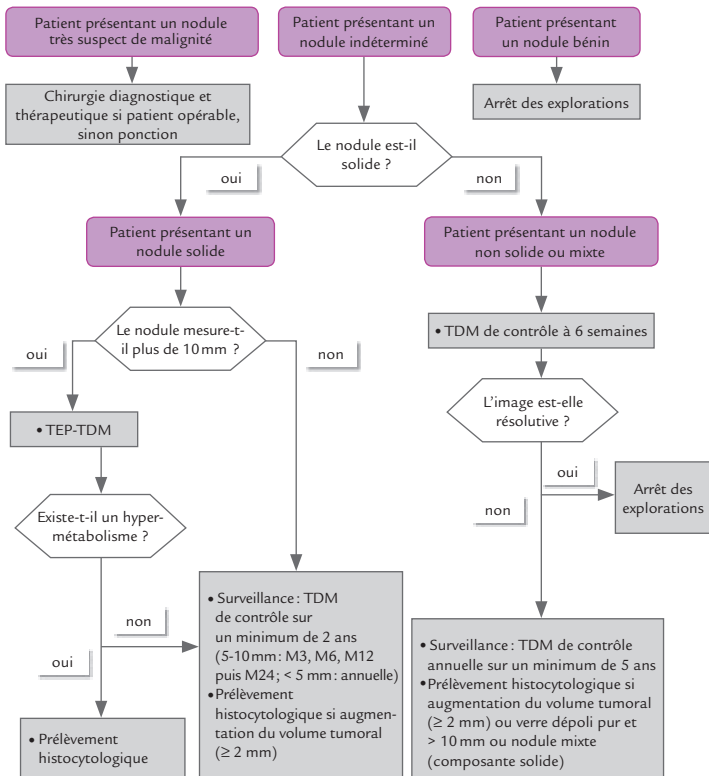 Patient présentant un nodule
très suspect de malignité
Patient présentant un
nodule indéterminé
Patient présentant
un nodule bénin
Chirurgie diagnostique et
thérapeutique si patient opérable,
sinon ponction
Arrêt des explorations
Le nodule est-il
solide ?
oui
non
Patient présentant un
nodule solide
Patient présentant un nodule
non solide ou mixte
Le nodule mesure-t-
il plus de 10 mm ?
• TDM de contrôle à 6 semaines
oui
non
L'image est-elle
résolutive ?
• TEP-TDM
oui
Arrêt des
explorations
non
Existe-t-il un hyper-
métabolisme ?
non
oui
• Surveillance : TDM
de contrôle sur
un minimum de 2 ans
(5-10 mm : M3, M6, M12
puis M24 ; < 5 mm : annuelle)
• Prélèvement
histocytologique si augmen-
tation du volume tumoral
(≥ 2 mm)
• Surveillance : TDM de contrôle
annuelle sur un minimum de 5 ans
• Prélèvement histocytologique si
augmentation du volume tumoral
(≥ 2 mm) ou verre dépoli pur et
> 10 mm ou nodule mixte
(composante solide)
• Prélèvement
histocytologique